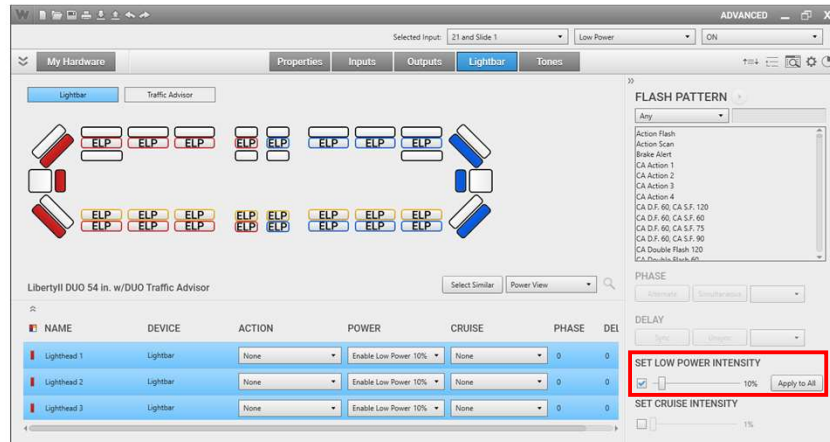 W ADVANCED
Selected Input: 21 and Slide 1 Low Power ON
My Hardware Properties Inputs Outputs Lightbar Tones
Lightbar Traffic Advisor
FLASH PATTERN
Any
Action Flash
Action Scan
Brake Alert
CA Action 1
CA Action 2
CA Action 3
CA Action 4
CA D.F. 60, CA S.F. 120
CA D.F. 60, CA S.F. 60
CA D.F. 60, CA S.F. 75
CA D.F. 60, CA S.F. 90
CA Double Flash 120
CA Double Flash 60
ELP ELP ELP ELP ELP ELP ELP ELP
ELP ELP ELP ELP ELP ELP ELP ELP
ELP ELP ELP ELP ELP ELP ELP ELP
LibertyII DUO 54 in. w/DUO Traffic Advisor Select Similar Power View
PHASE
Alternate Simultaneous
DELAY
Sync
NAME DEVICE ACTION POWER CRUISE PHASE DEL
Lighthead 1 Lightbar None Enable Low Power 10% None 0 0
Lighthead 2 Lightbar None Enable Low Power 10% None 0 0
Lighthead 3 Lightbar None Enable Low Power 10% None 0 0
SET LOW POWER INTENSITY
10% Apply to All
SET CRUISE INTENSITY
1%